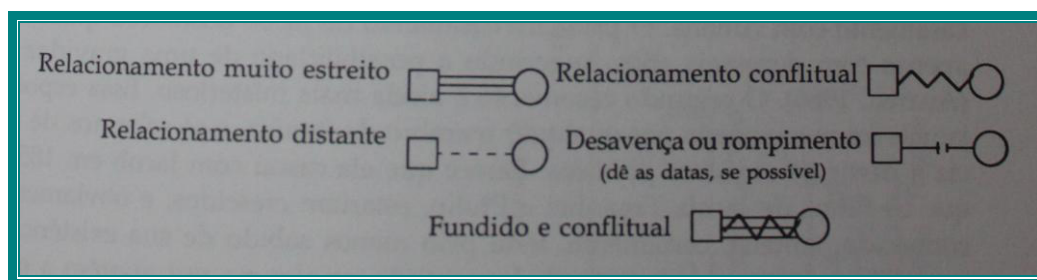 Relacionamento muito estreito
Relacionamento conflitual
Relacionamento distante
Desavença ou rompimento
(dê as datas, se possível)
Fundido e conflitual